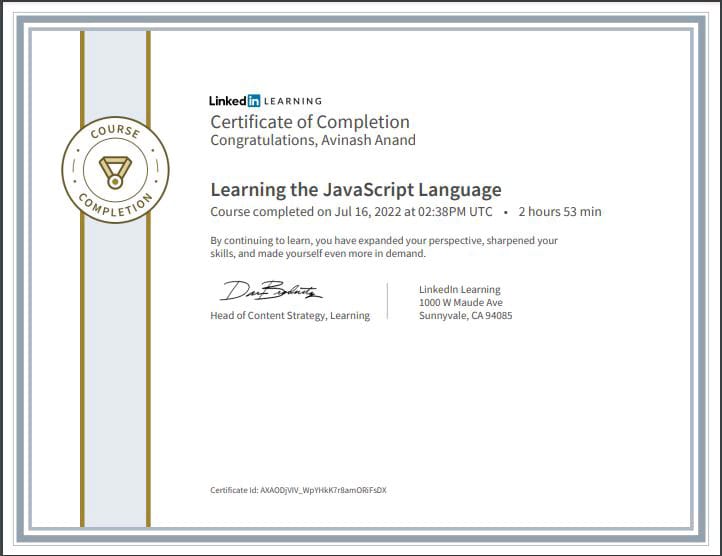 COURSE
COMPLETION
Linked in LEARNING
Certificate of Completion
Congratulations, Avinash Anand
Learning the JavaScript Language
Course completed on Jul 16, 2022 at 02:38PM UTC • 2 hours 53 min
By continuing to learn, you have expanded your perspective, sharpened your
skills, and made yourself even more in demand.
Head of Content Strategy, Learning
LinkedIn Learning
1000 W Maude Ave
Sunnyvale, CA 94085
Certificate Id: AXAODjVlV_WpYHkK7r8amORiFsDX